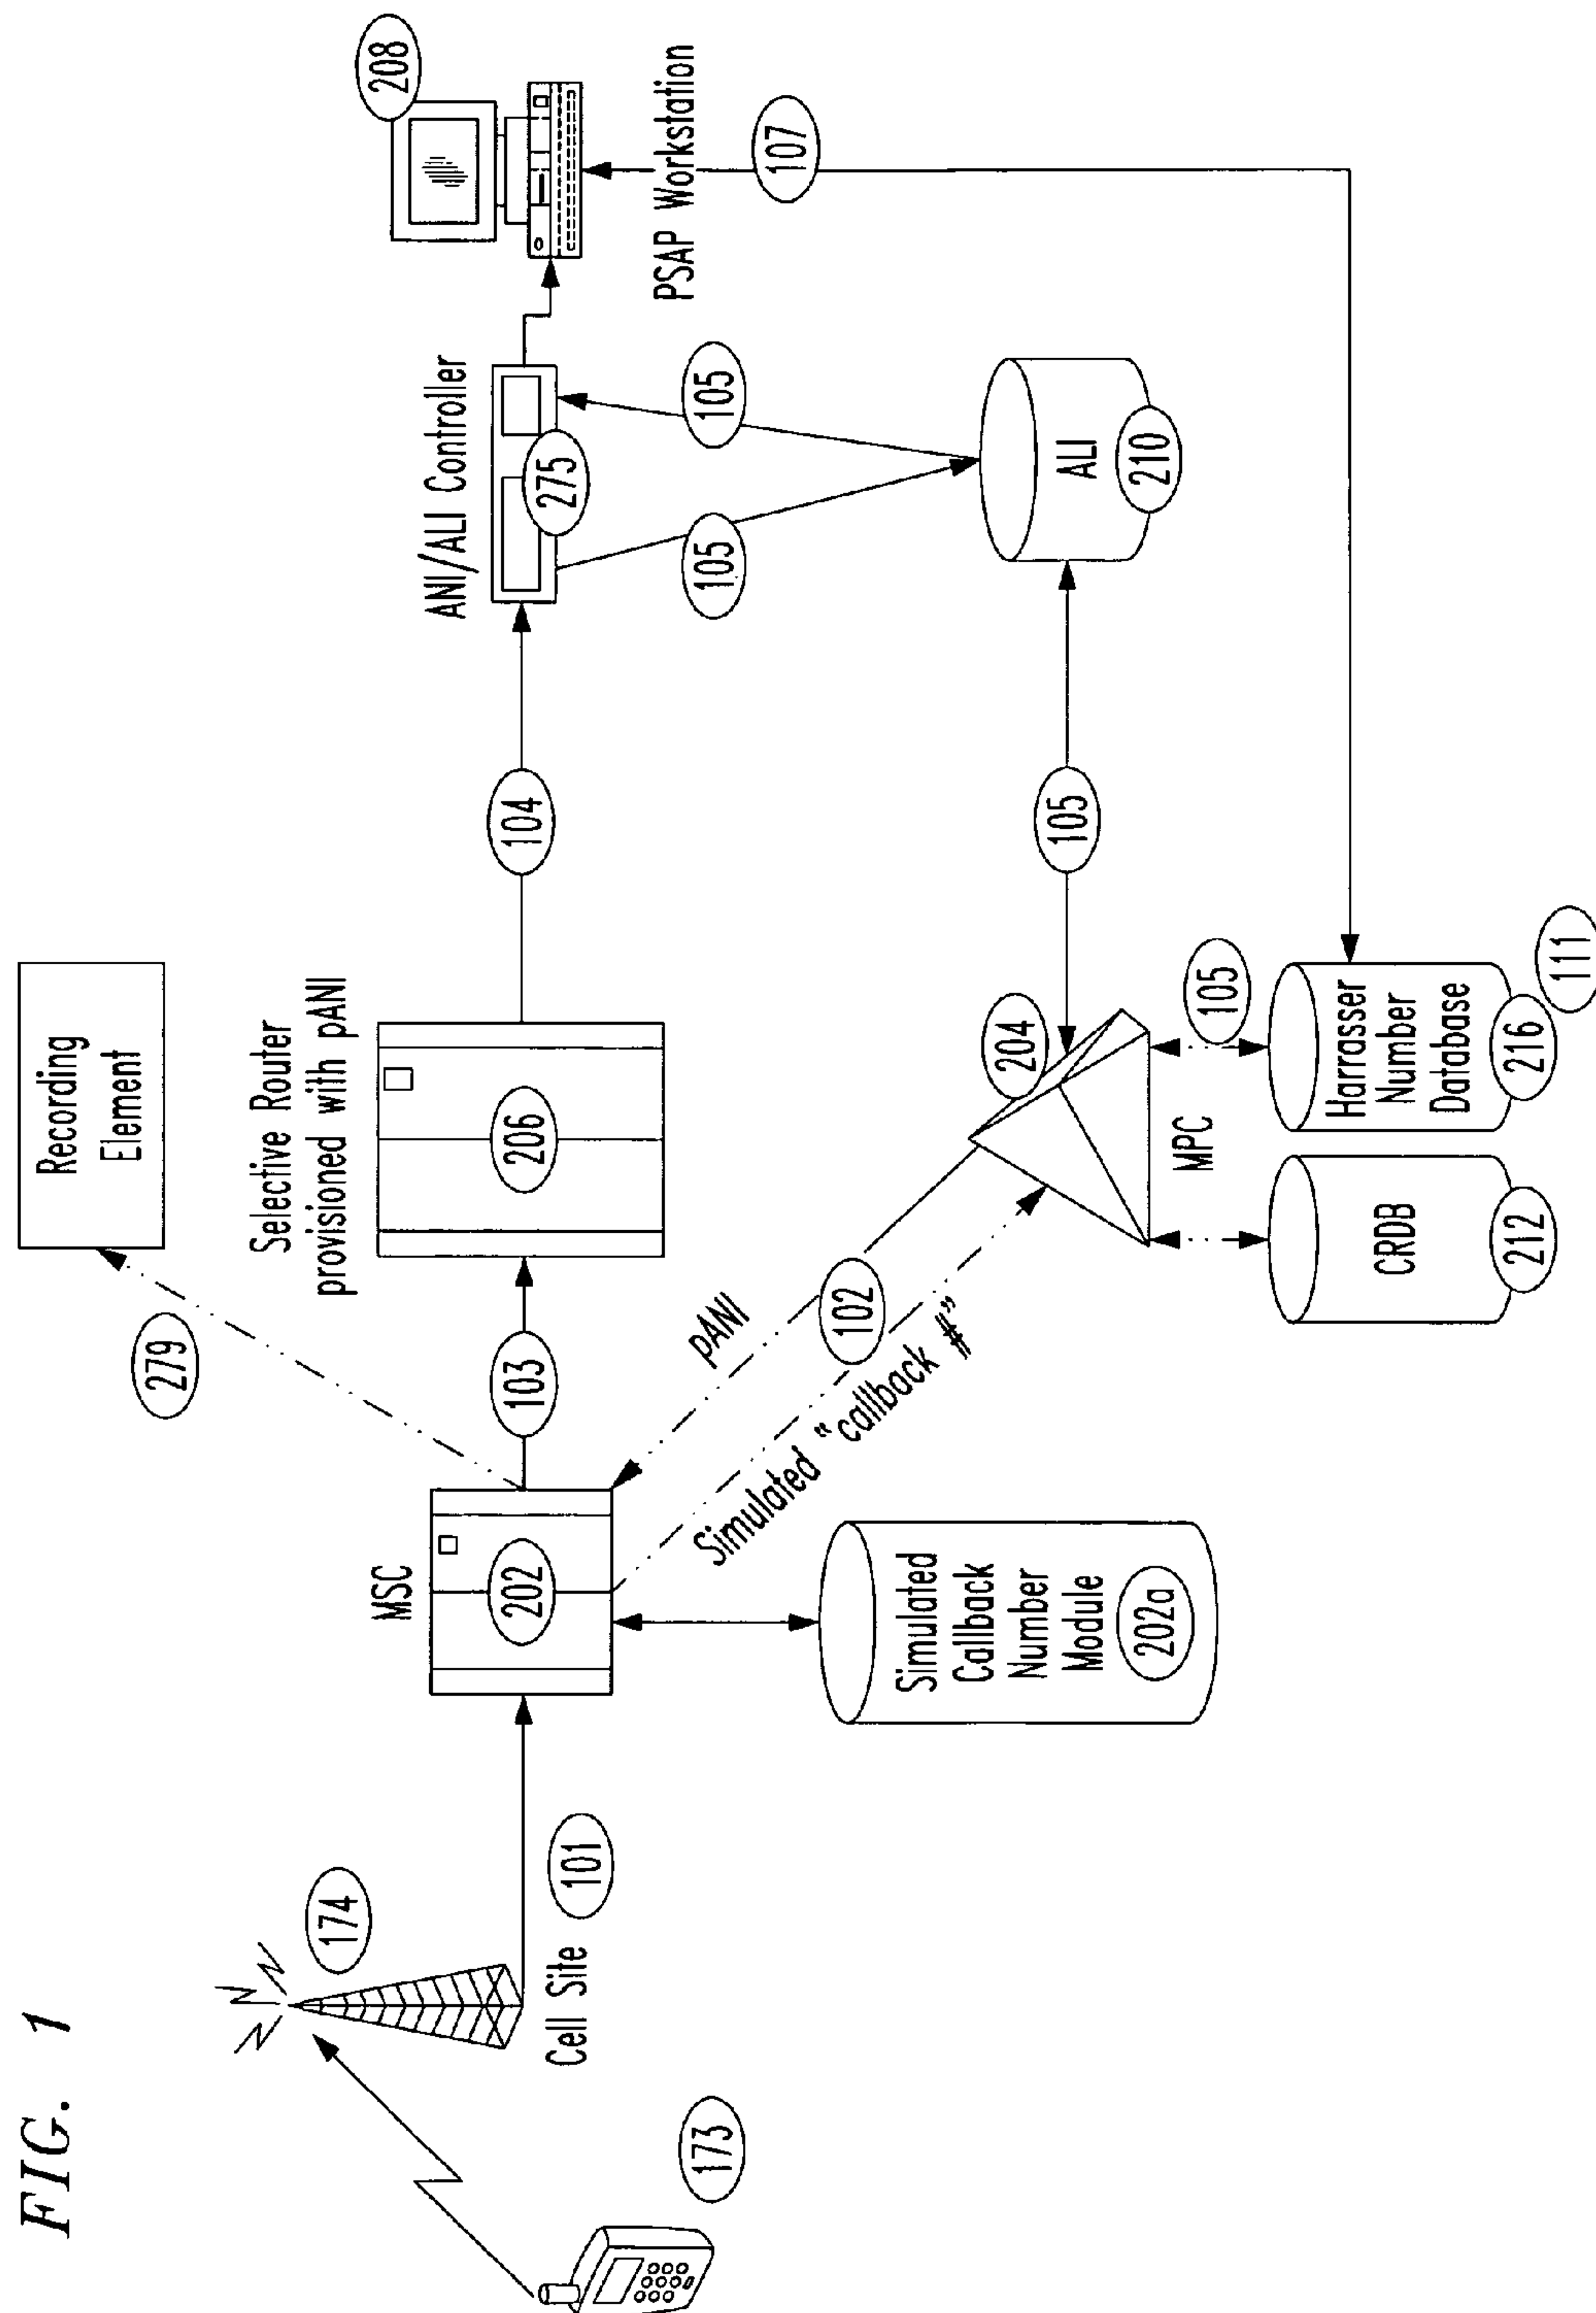 FIG. 1
173
174
Cell Site
101
MSC
202
Simulated
Callback
Number
Module
202a
279
Recording
Element
103
Selective Router
provisioned with pANI
206
pANI
102
Simulated "callback #"
204
MPC
CRDB
212
105
Harrasser
Number
Database
216
111
104
ANI/ALI Controller
275
105
105
105
ALI
210
208
PSAP Workstation
107